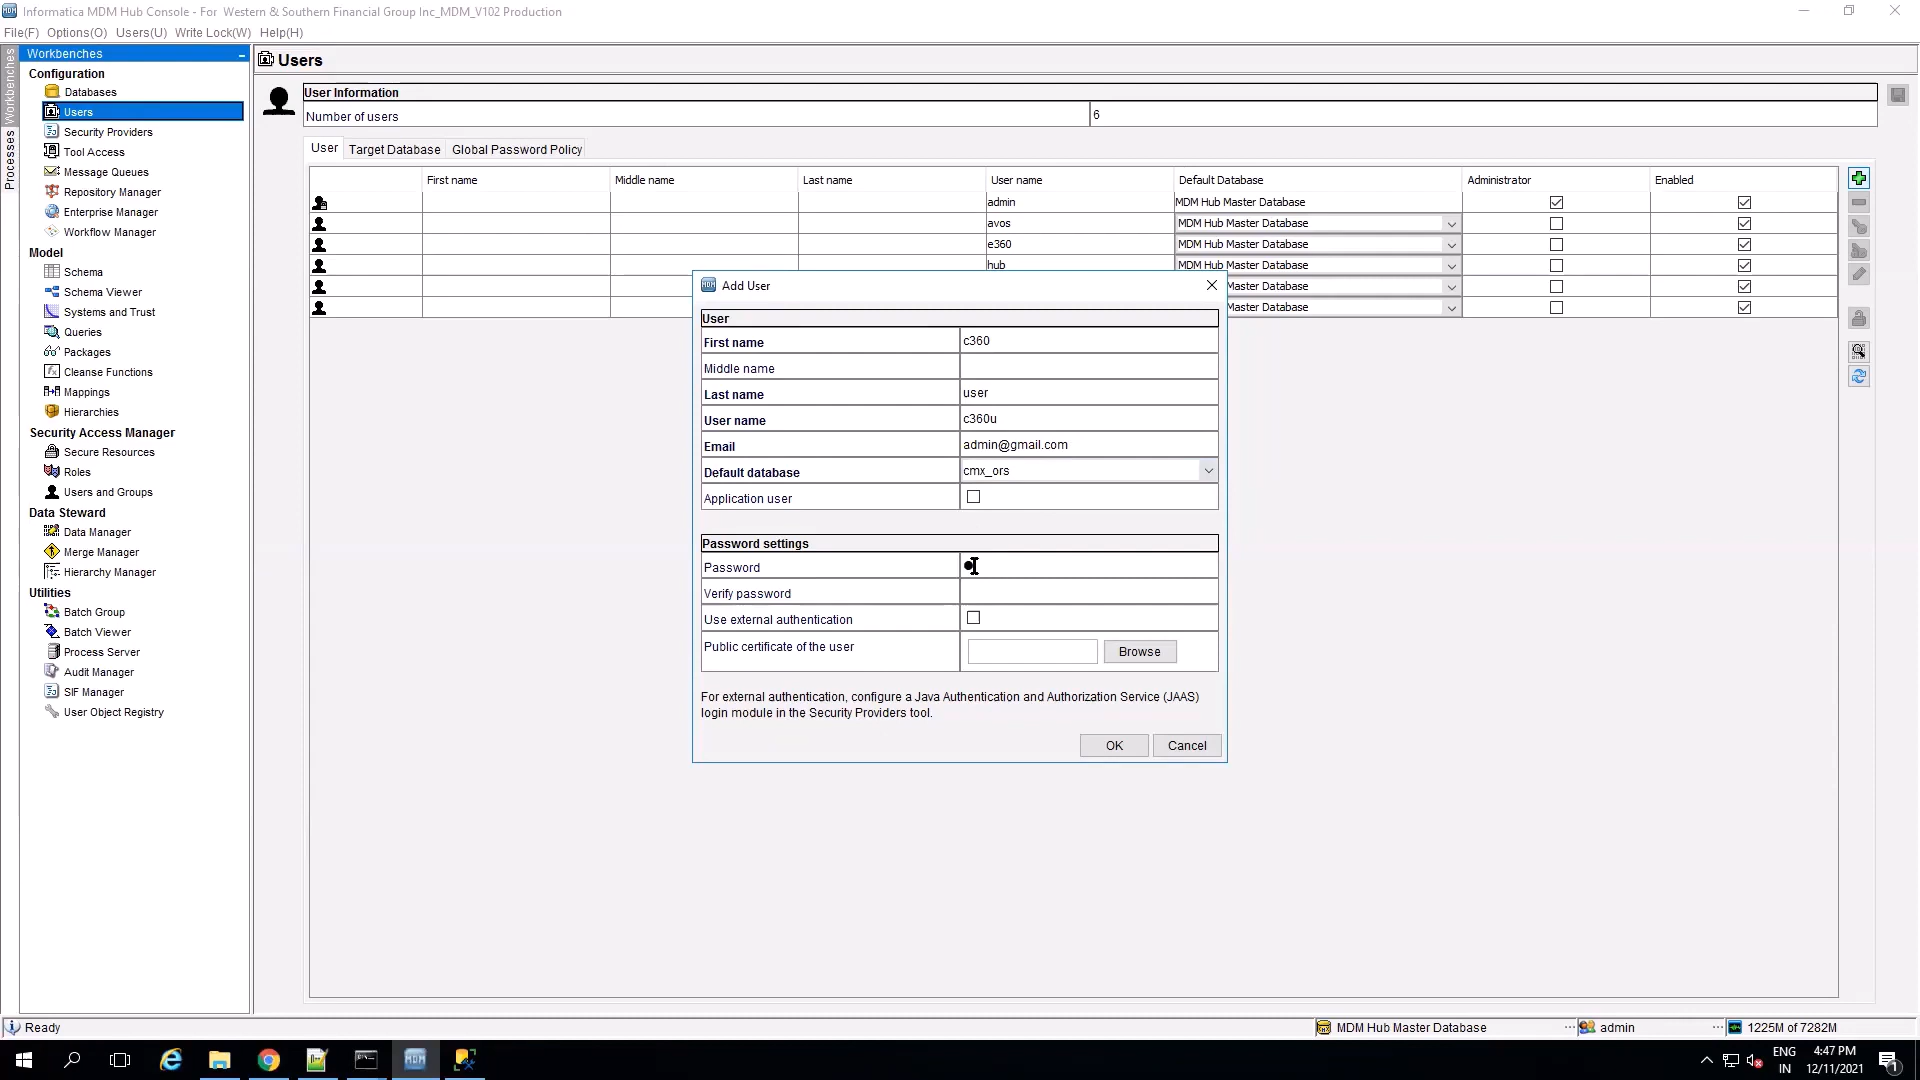 Informatica MDM Hub Console - For Western & Southern Financial Group Inc_MDM_V102 Production
File(F) Options(O) Users(U) Write Lock(W) Help(H)
Workbenches
Processes
Workbenches
Configuration
Databases
Users
Security Providers
Tool Access
Message Queues
Repository Manager
Enterprise Manager
Workflow Manager
Model
Schema
Schema Viewer
Systems and Trust
Queries
Packages
Cleanse Functions
Mappings
Hierarchies
Security Access Manager
Secure Resources
Roles
Users and Groups
Data Steward
Data Manager
Merge Manager
Hierarchy Manager
Utilities
Batch Group
Batch Viewer
Process Server
Audit Manager
SIF Manager
User Object Registry
Users
User Information
Number of users 6
User Target Database Global Password Policy
First name Middle name Last name User name Default Database Administrator Enabled
admin MDM Hub Master Database
avos MDM Hub Master Database
e360 MDM Hub Master Database
hub MDM Hub Master Database
Master Database
Master Database
MDM Add User
User
First name c360
Middle name
Last name user
User name c360u
Email admin@gmail.com
Default database cmx_ors
Application user
Password settings
Password
Verify password
Use external authentication
Public certificate of the user Browse
For external authentication, configure a Java Authentication and Authorization Service (JAAS)
login module in the Security Providers tool.
OK Cancel
Ready MDM Hub Master Database admin 1225M of 7282M
MDM ENG 4:47 PM
IN 12/11/2021 1